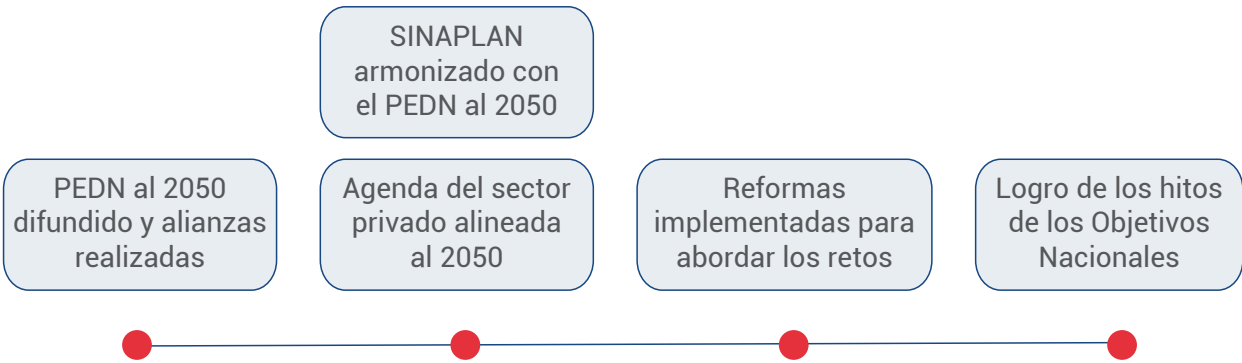 SINAPLAN
armonizado con
el PEDN al 2050
PEDN al 2050
difundido y alianzas
realizadas
Agenda del sector
privado alineada
al 2050
Reformas
implementadas para
abordar los retos
Logro de los hitos
de los Objetivos
Nacionales